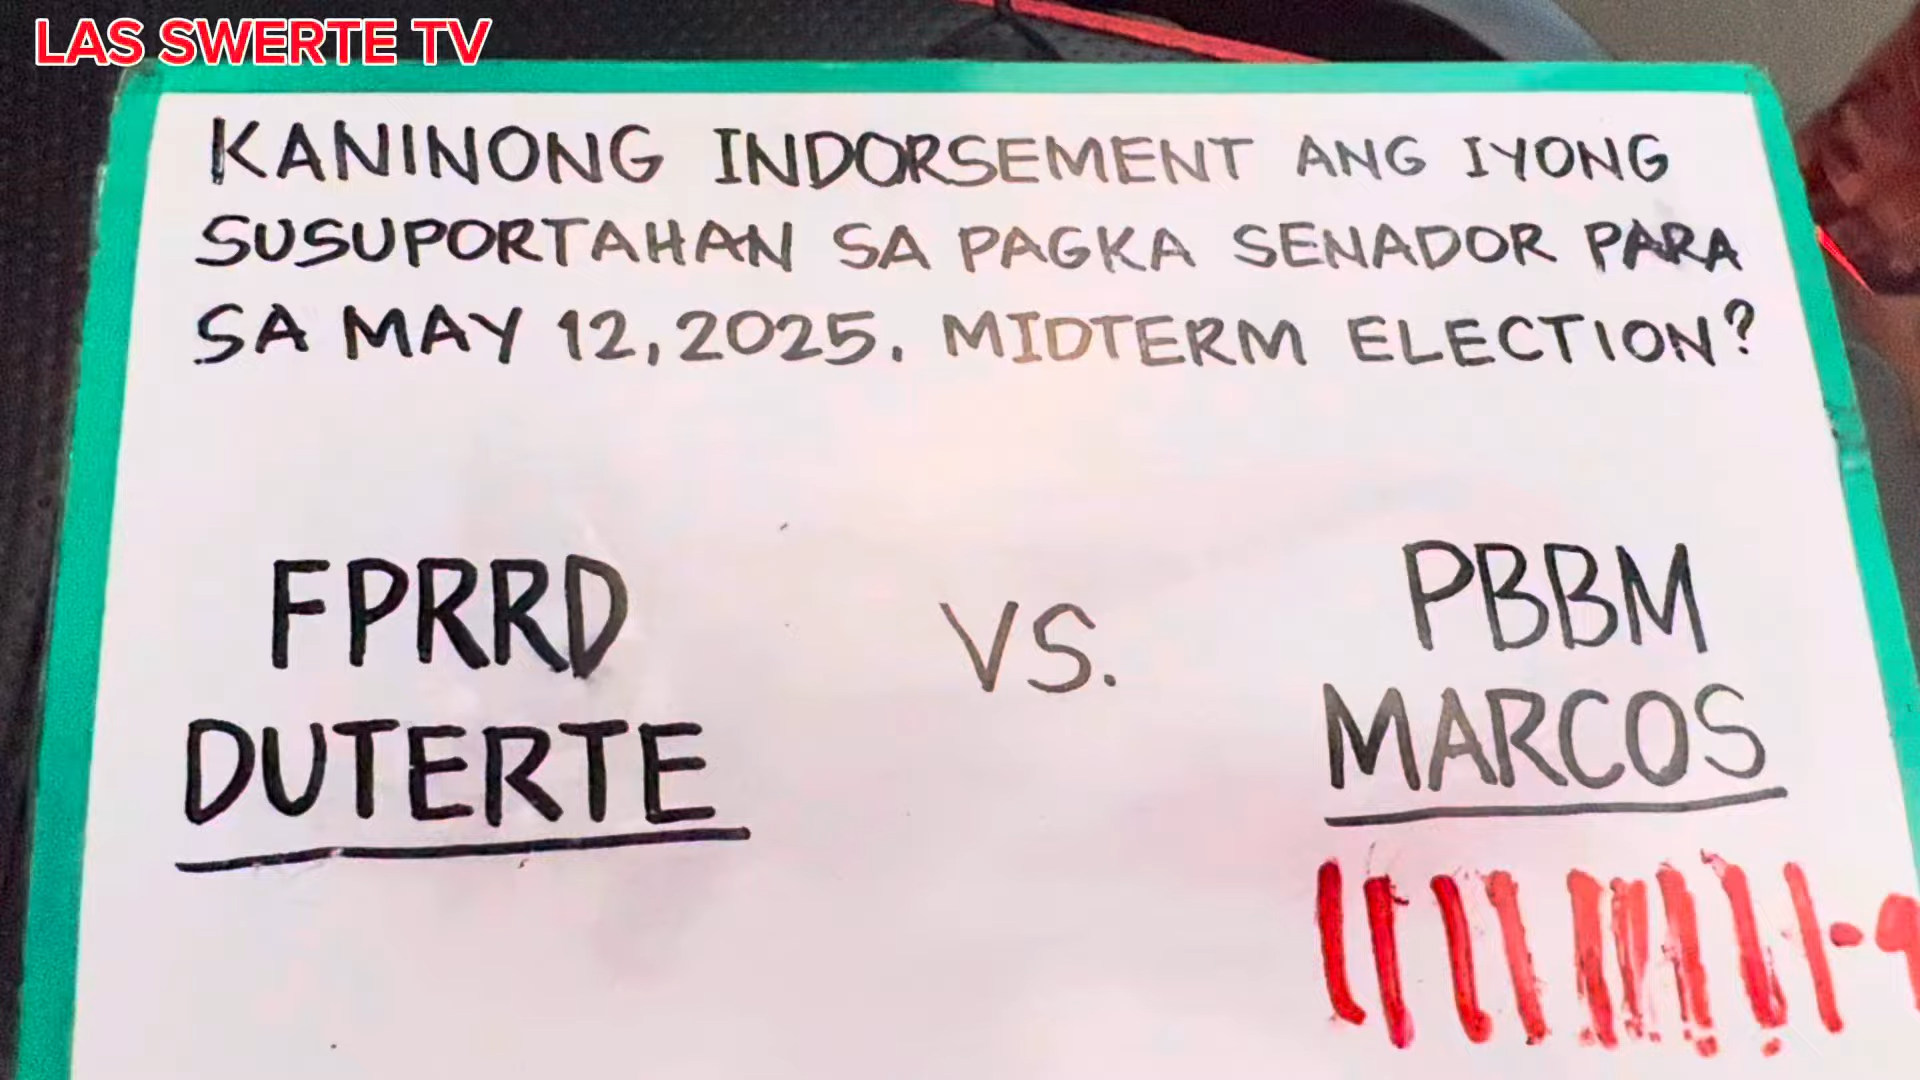 LAS SWERTE TV
KANINONG INDORSEMENT ANG IYONG
SUSUPORTAHAN SA PAGKA SENADOR PARA
SA MAY 12, 2025. MIDTERM ELECTION?
FPRRD
DUTERTE
VS.
PBBM
MARCOS
-9